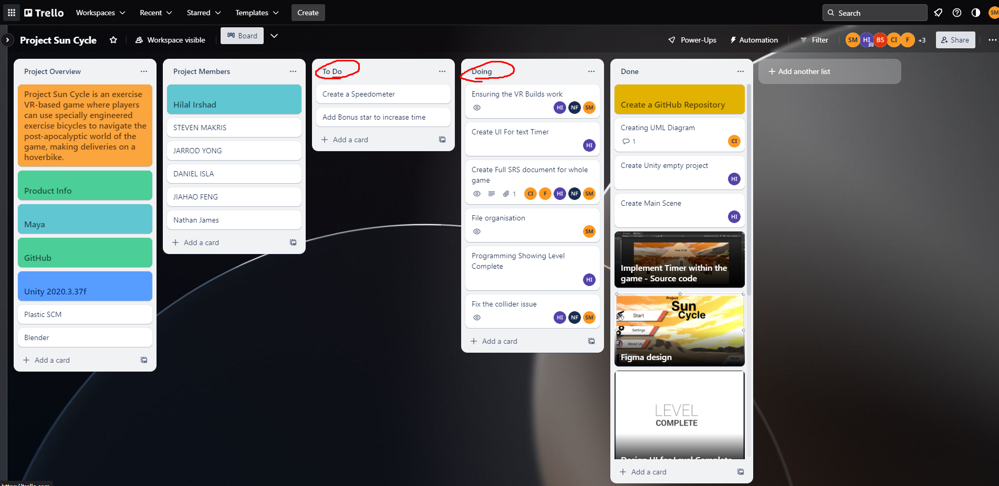 Trello
Workspaces
Recent
Starred
Templates
Create
Search
SM
Project Sun Cycle
Workspace visible
Board
Power-Ups
Automation
Filter
SM HI BS CI F +3
Share
Project Overview
Project Sun Cycle is an exercise
VR-based game where players
can use specially engineered
exercise bicycles to navigate the
post-apocalyptic world of the
game, making deliveries on a
hoverbike.
Product Info
Maya
GitHub
Unity 2020.3.37f
Plastic SCM
Blender
+ Add a card
Project Members
Hilal Irshad
STEVEN MAKRIS
JARROD YONG
DANIEL ISLA
JIAHAO FENG
Nathan James
+ Add a card
To Do
Create a Speedometer
Add Bonus star to increase time
+ Add a card
Doing
Ensuring the VR Builds work
HI NF SM
Create UI For text Timer
HI
Create Full SRS document for whole
game
1 CI F HI NF SM
File organisation
SM
Programming Showing Level
Complete
HI
Fix the collider issue
HI NF SM
+ Add a card
Done
Create a GitHub Repository
Creating UML Diagram
1 CI
Create Unity empty project
HI
Create Main Scene
HI
Implement Timer within the
game - Source code
Project
Sun
Cycle
Start
Settings
About Us
Music
Figma design
LEVEL
COMPLETE
Design UI for Level Complete
+ Add a card
+ Add another list
https://trello.com